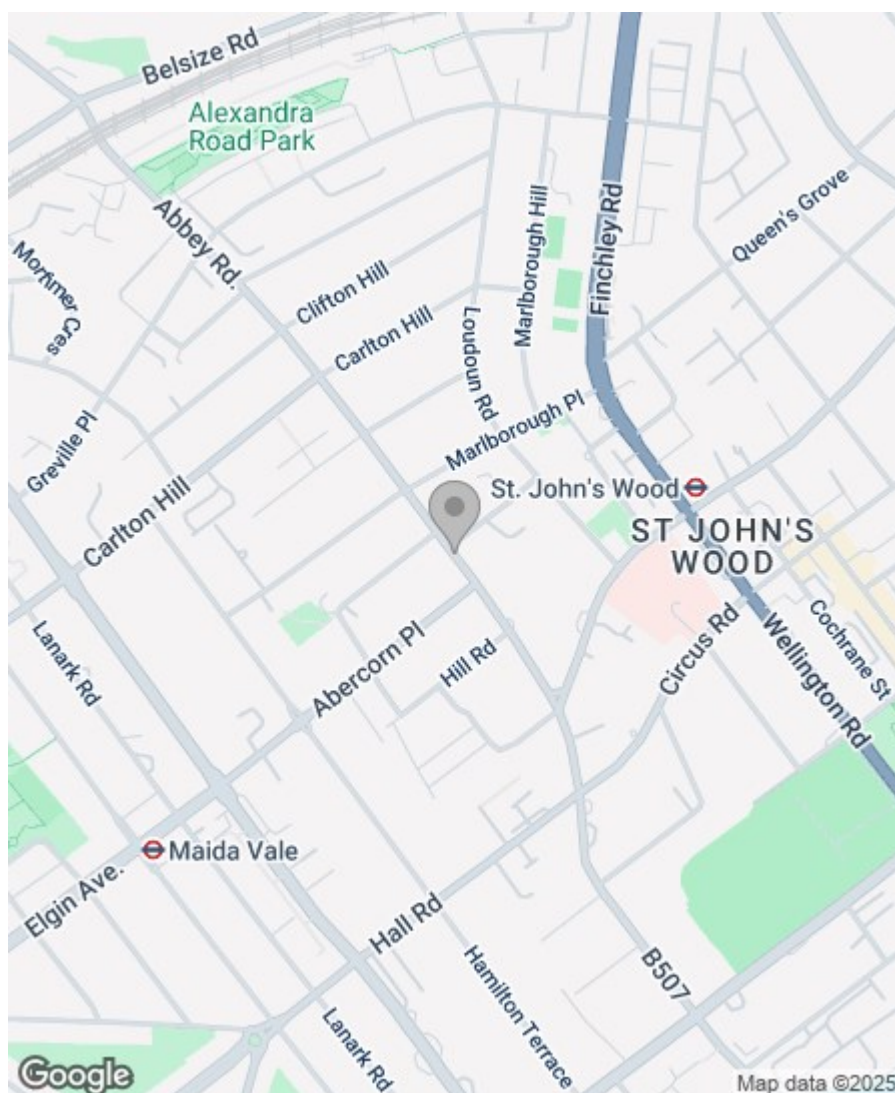 Belsize Rd
Alexandra
Road Park
Abbey Rd.
Mortimer Cres
Clifton Hill
Carlton Hill
Marlborough Hill
Finchley Rd
Queen's Grove
Loudoun Rd
Greville Pl
Marlborough Pl
Carlton Hill
St. John's Wood
ST JOHN'S
WOOD
Lanark Rd
Abercorn Pl
Hill Rd
Circus Rd
Cochrane St
Wellington Rd
Maida Vale
Elgin Ave.
Hall Rd
Hamilton Terrace
B507
Lanark Rd
Google
Map data ©2025